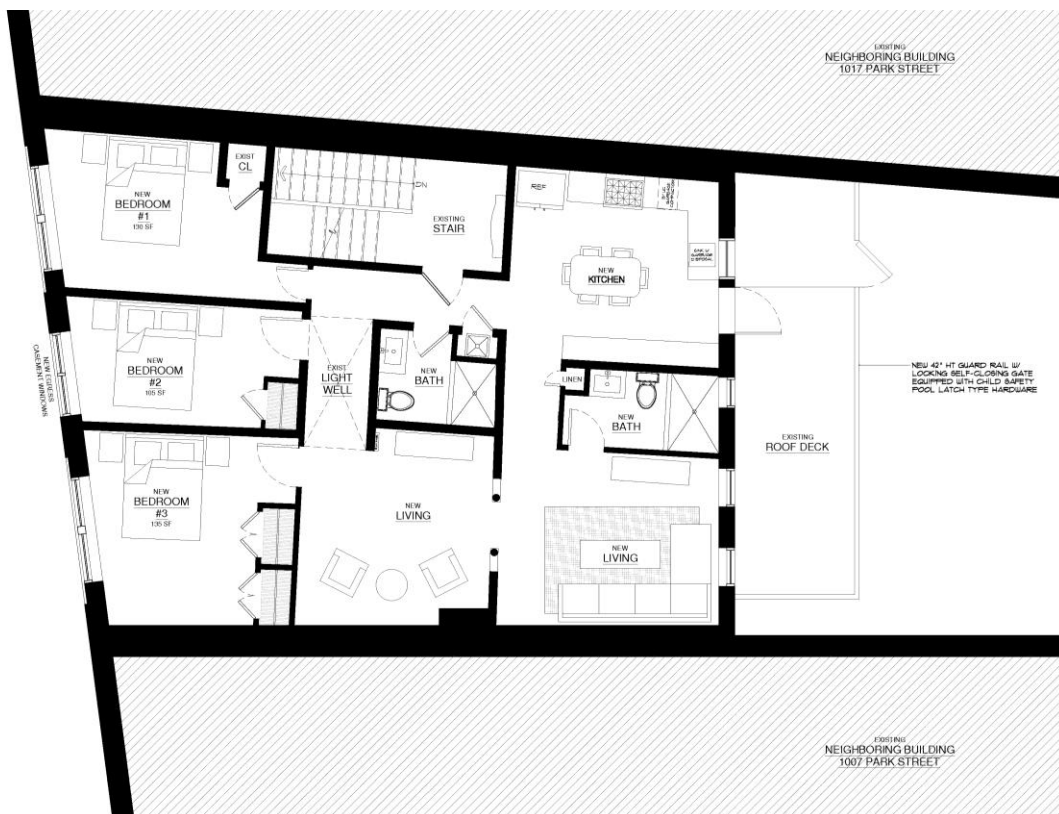 EXISTING
NEIGHBORING BUILDING
1017 PARK STREET
EXIST
CL
NEW
BEDROOM
#1
130 SF
EXISTING
STAIR
REF
NEW
KITCHEN
NEW
BEDROOM
#2
105 SF
EXIST
LIGHT
WELL
NEW
BATH
LINEN
NEW
BATH
NEW EGRESS
CASEMENT WINDOWS
NEW 42" HT GUARD RAIL W/
LOCKING SELF-CLOSING GATE
EQUIPPED WITH CHILD SAFETY
POOL LATCH TYPE HARDWARE
EXISTING
ROOF DECK
NEW
BEDROOM
#3
135 SF
NEW
LIVING
NEW
LIVING
EXISTING
NEIGHBORING BUILDING
1007 PARK STREET